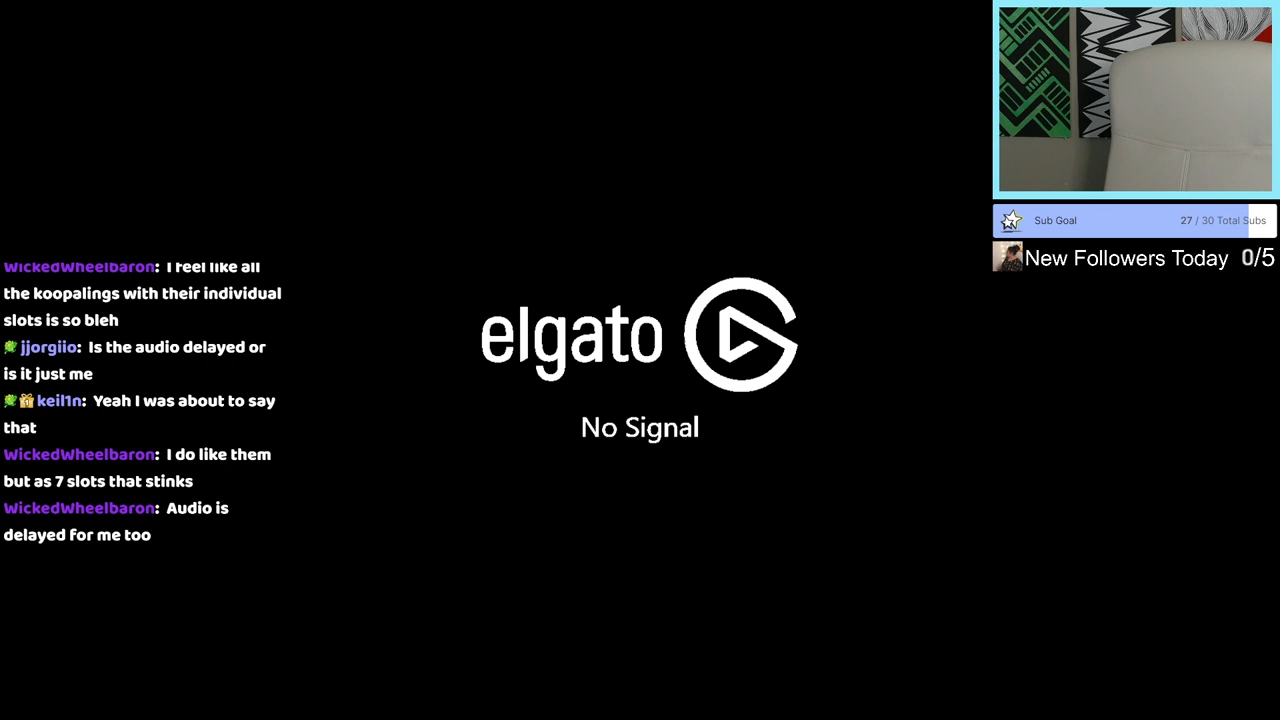 WickedWheelbaron: I feel like all
the koopalings with their individual
slots is so bleh
jjorgiio: Is the audio delayed or
is it just me
keil1n: Yeah I was about to say
that
WickedWheelbaron: I do like them
but as 7 slots that stinks
WickedWheelbaron: Audio is
delayed for me too
elgato
No Signal
Sub Goal 27 / 30 Total Subs
New Followers Today 0/5